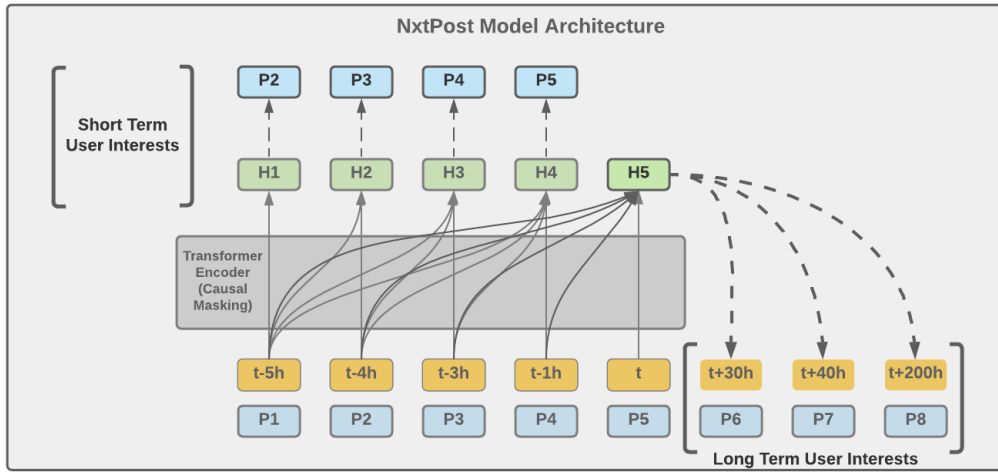 NxtPost Model Architecture
P2 P3 P4 P5
Short Term
User Interests
H1 H2 H3 H4 H5
Transformer
Encoder
(Causal
Masking)
t-5h t-4h t-3h t-1h t t+30h t+40h t+200h
P1 P2 P3 P4 P5 P6 P7 P8
Long Term User Interests